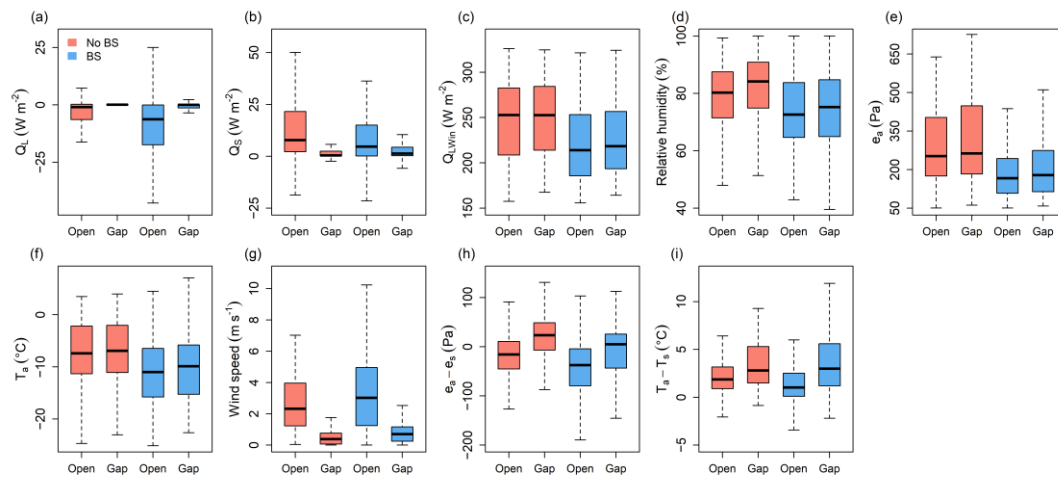 (a)
No BS
BS
Q_L (W m⁻²)
25
0
−25
Open Gap Open Gap
(b)
Q_S (W m⁻²)
50
25
0
−25
Open Gap Open Gap
(c)
Q_LWin (W m⁻²)
300
250
200
150
Open Gap Open Gap
(d)
Relative humidity (%)
100
80
60
40
Open Gap Open Gap
(e)
e_a (Pa)
650
500
350
200
50
Open Gap Open Gap
(f)
T_a (°C)
0
−10
−20
Open Gap Open Gap
(g)
Wind speed (m s⁻¹)
10
8
6
4
2
0
Open Gap Open Gap
(h)
e_a − e_s (Pa)
100
0
−100
−200
Open Gap Open Gap
(i)
T_a − T_s (°C)
10
5
0
−5
Open Gap Open Gap